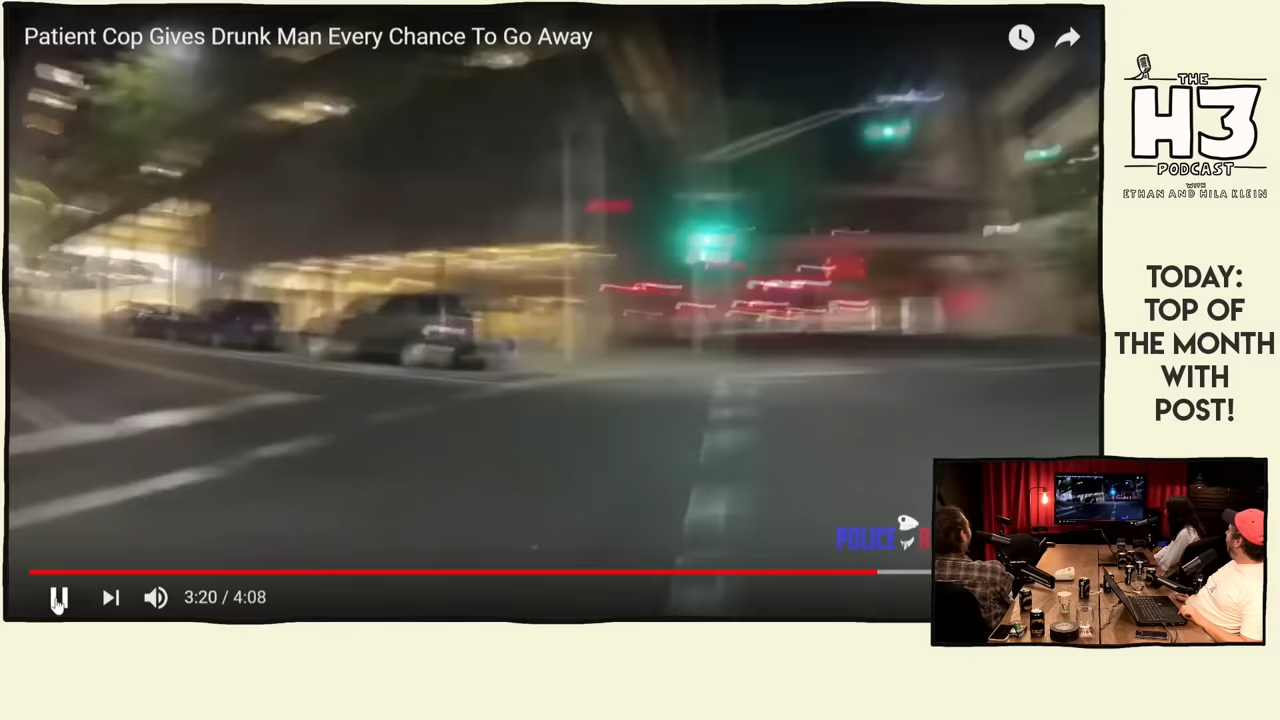 Patient Cop Gives Drunk Man Every Chance To Go Away
THE
H3
PODCAST
WITH
ETHAN AND HILA KLEIN
TODAY:
TOP OF
THE MONTH
WITH
POST!
POLICE
3:20 / 4:08